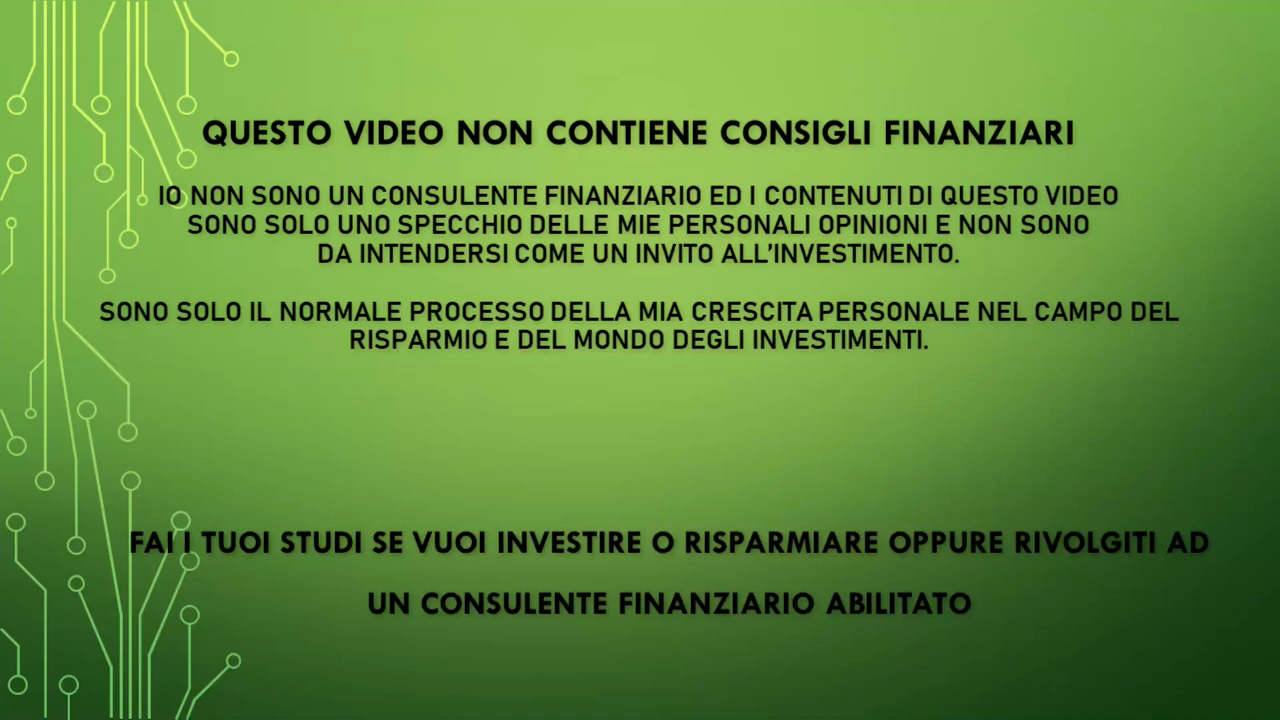 QUESTO VIDEO NON CONTIENE CONSIGLI FINANZIARI
IO NON SONO UN CONSULENTE FINANZIARIO ED I CONTENUTI DI QUESTO VIDEO
SONO SOLO UNO SPECCHIO DELLE MIE PERSONALI OPINIONI E NON SONO
DA INTENDERSI COME UN INVITO ALL'INVESTIMENTO.
SONO SOLO IL NORMALE PROCESSO DELLA MIA CRESCITA PERSONALE NEL CAMPO DEL
RISPARMIO E DEL MONDO DEGLI INVESTIMENTI.
FAI I TUOI STUDI SE VUOI INVESTIRE O RISPARMIARE OPPURE RIVOLGITI AD
UN CONSULENTE FINANZIARIO ABILITATO